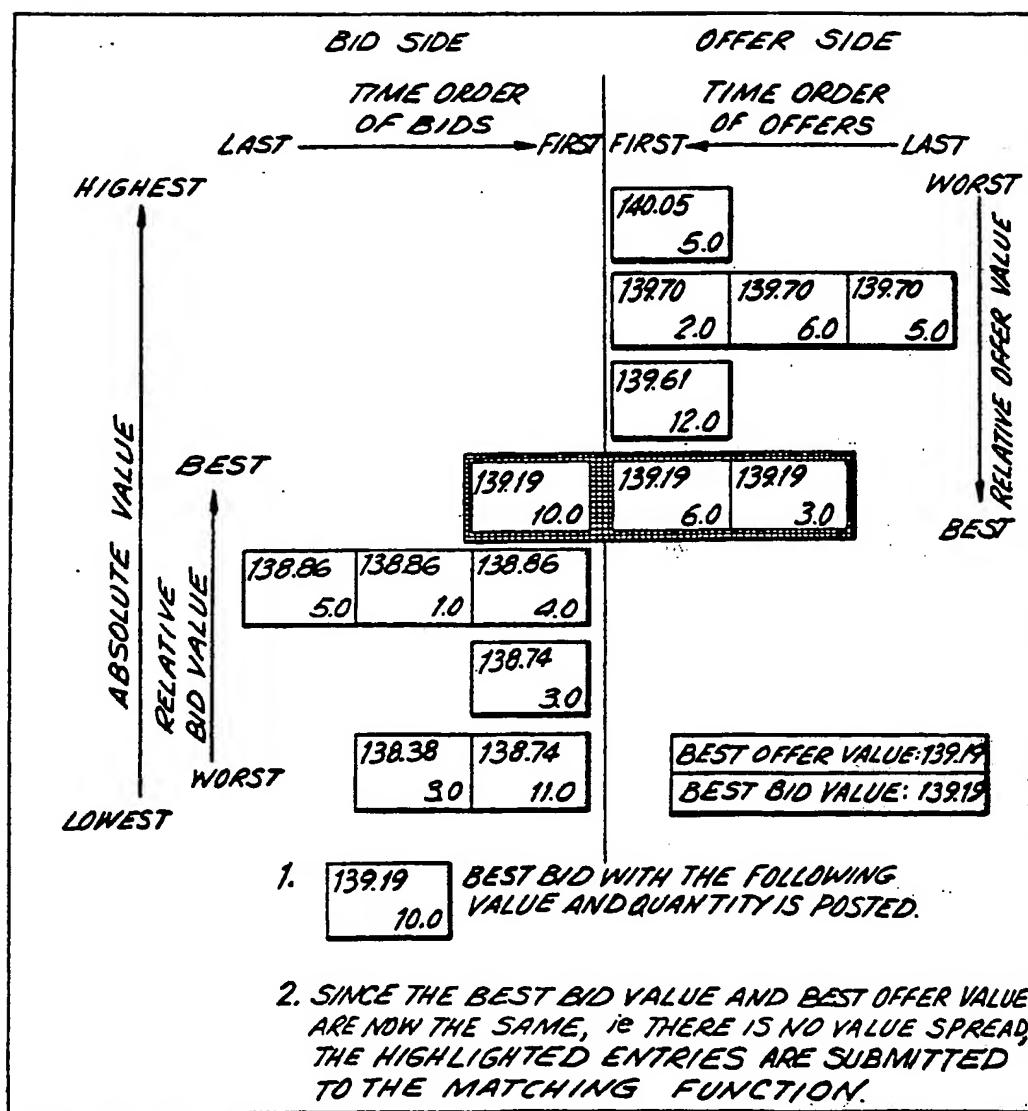 BID SIDE OFFER SIDE
TIME ORDER OF BIDS TIME ORDER OF OFFERS
LAST FIRST FIRST LAST
HIGHEST WORST
140.05
5.0
139.70 139.70 139.70
2.0 6.0 5.0
139.61
12.0
RELATIVE OFFER VALUE
ABSOLUTE VALUE
BEST
139.19 139.19 139.19
10.0 6.0 3.0
BEST
138.86 138.86 138.86
5.0 1.0 4.0
RELATIVE
BID VALUE
138.74
3.0
138.38 138.74
3.0 11.0
WORST
LOWEST
BEST OFFER VALUE: 139.19
BEST BID VALUE: 139.19
1. 139.19 BEST BID WITH THE FOLLOWING
10.0 VALUE AND QUANTITY IS POSTED.
2. SINCE THE BEST BID VALUE AND BEST OFFER VALUE
ARE NOW THE SAME, ie THERE IS NO VALUE SPREAD,
THE HIGHLIGHTED ENTRIES ARE SUBMITTED
TO THE MATCHING FUNCTION.